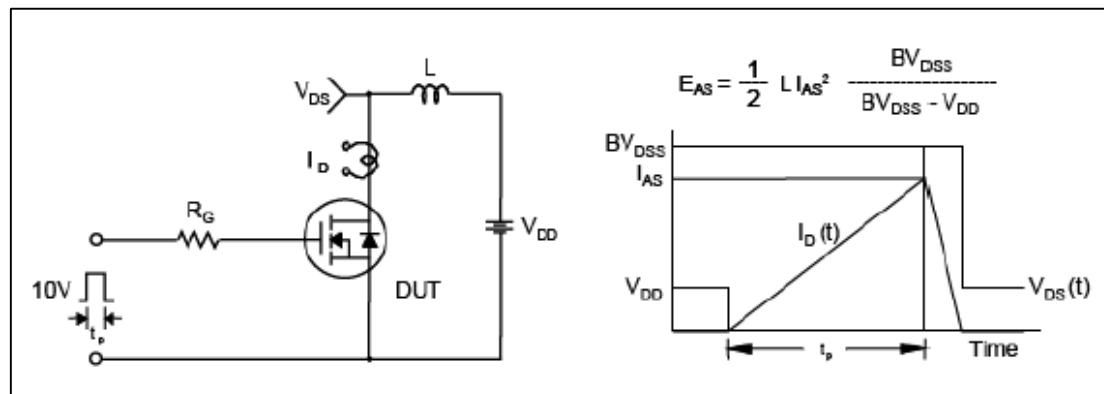 V_DS
L
I_D
R_G
V_DD
10V
t_p
DUT
E_AS = 1/2 L I_AS² BV_DSS / BV_DSS - V_DD
BV_DSS
I_AS
V_DD
I_D (t)
V_DS (t)
t_p
Time